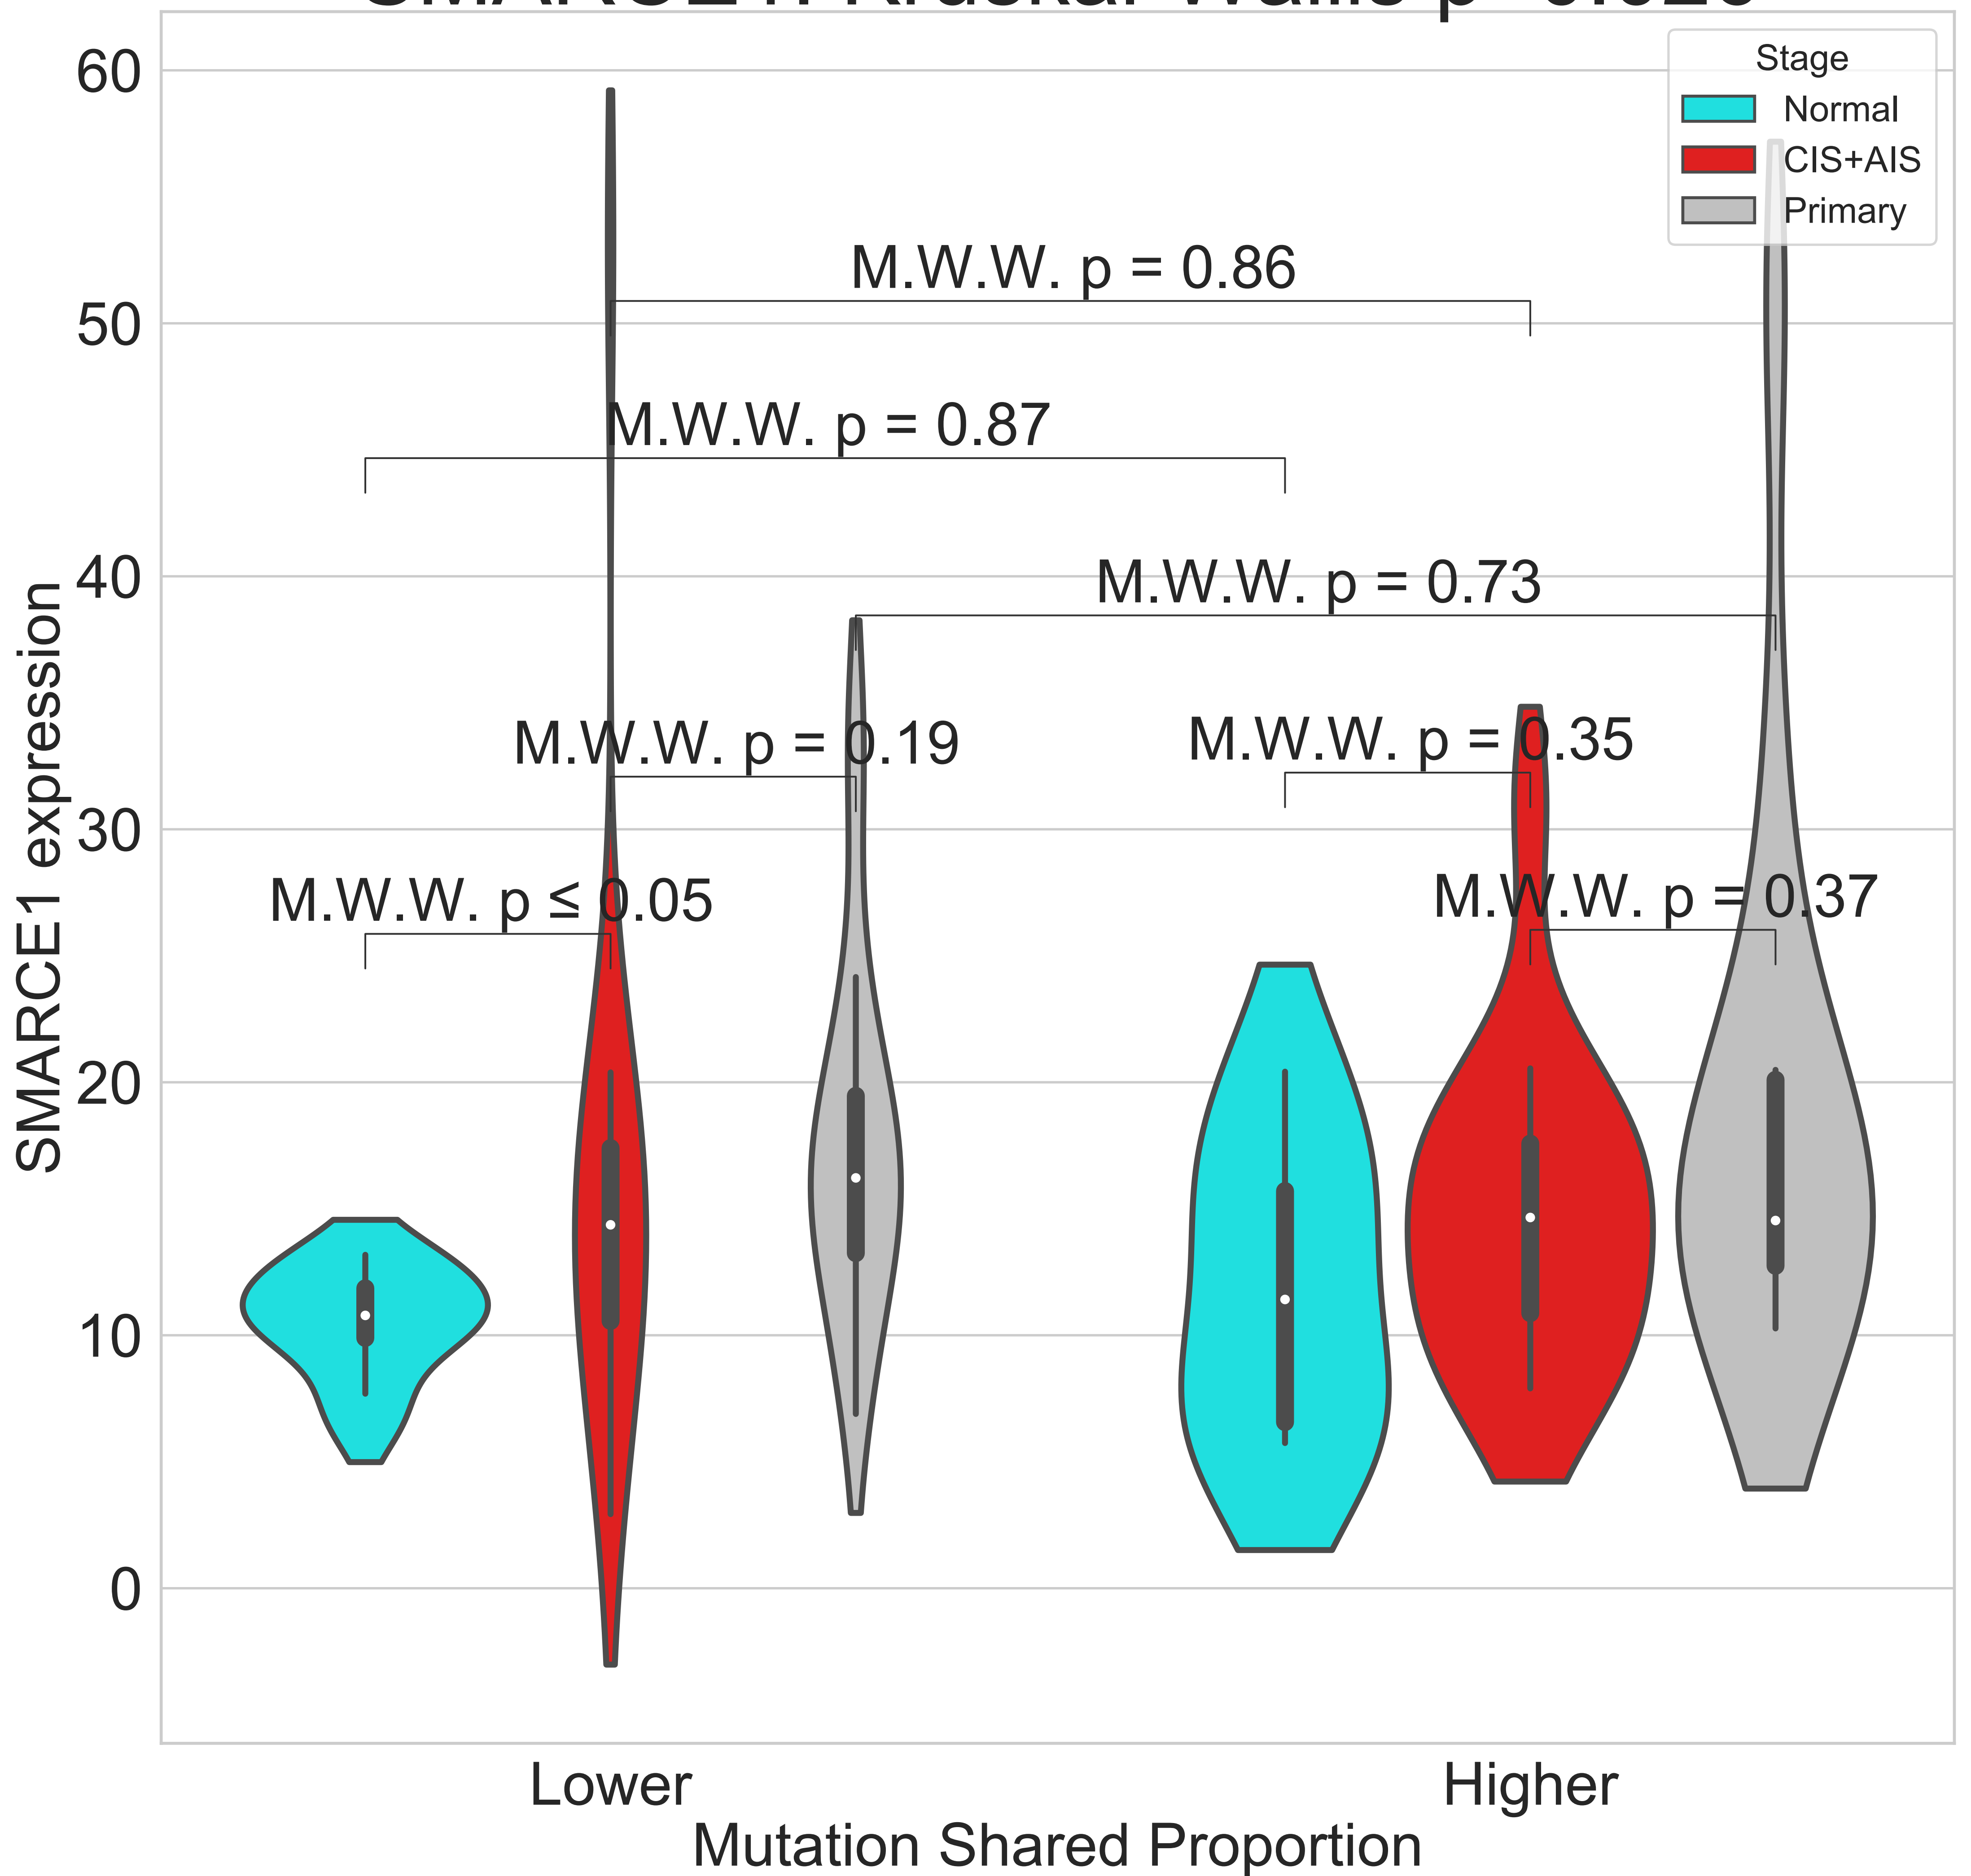 60
50
40
30
20
10
0
SMARCE1 expression
Stage
Normal
CIS+AIS
Primary
M.W.W. p = 0.86
M.W.W. p = 0.87
M.W.W. p = 0.73
M.W.W. p = 0.19
M.W.W. p = 0.35
M.W.W. p ≤ 0.05
M.W.W. p = 0.37
Lower
Higher
Mutation Shared Proportion